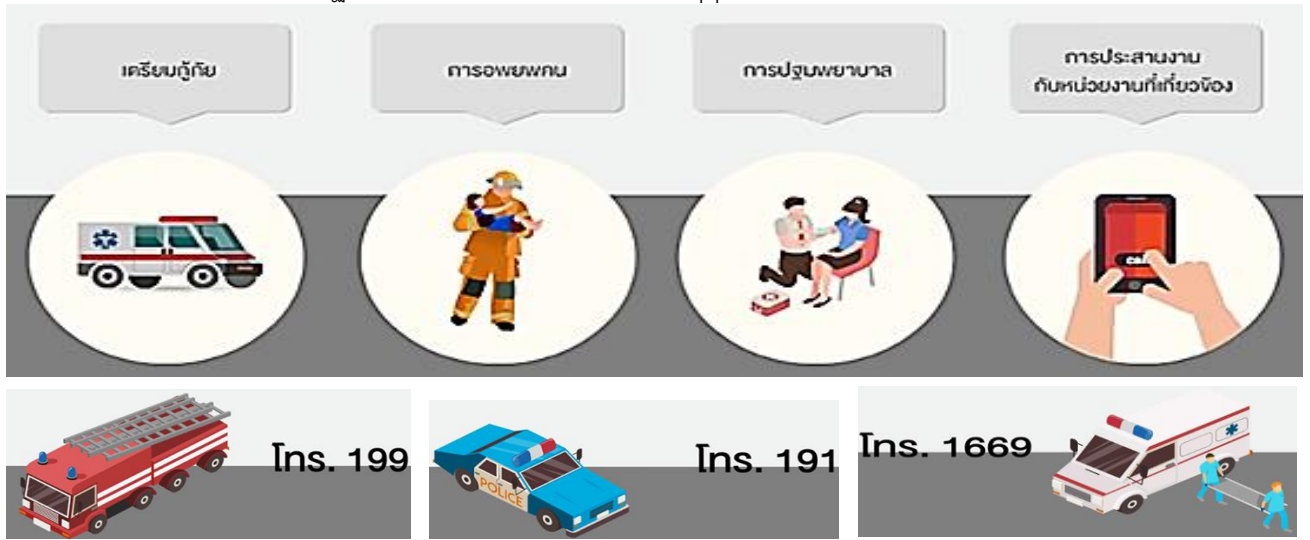 เตรียมกู้ภัย
การอพยพคน
การปฐมพยาบาล
การประสานงาน
กับหน่วยงานที่เกี่ยวข้อง
โทร. 199
POLICE
โทร. 191
โทร. 1669